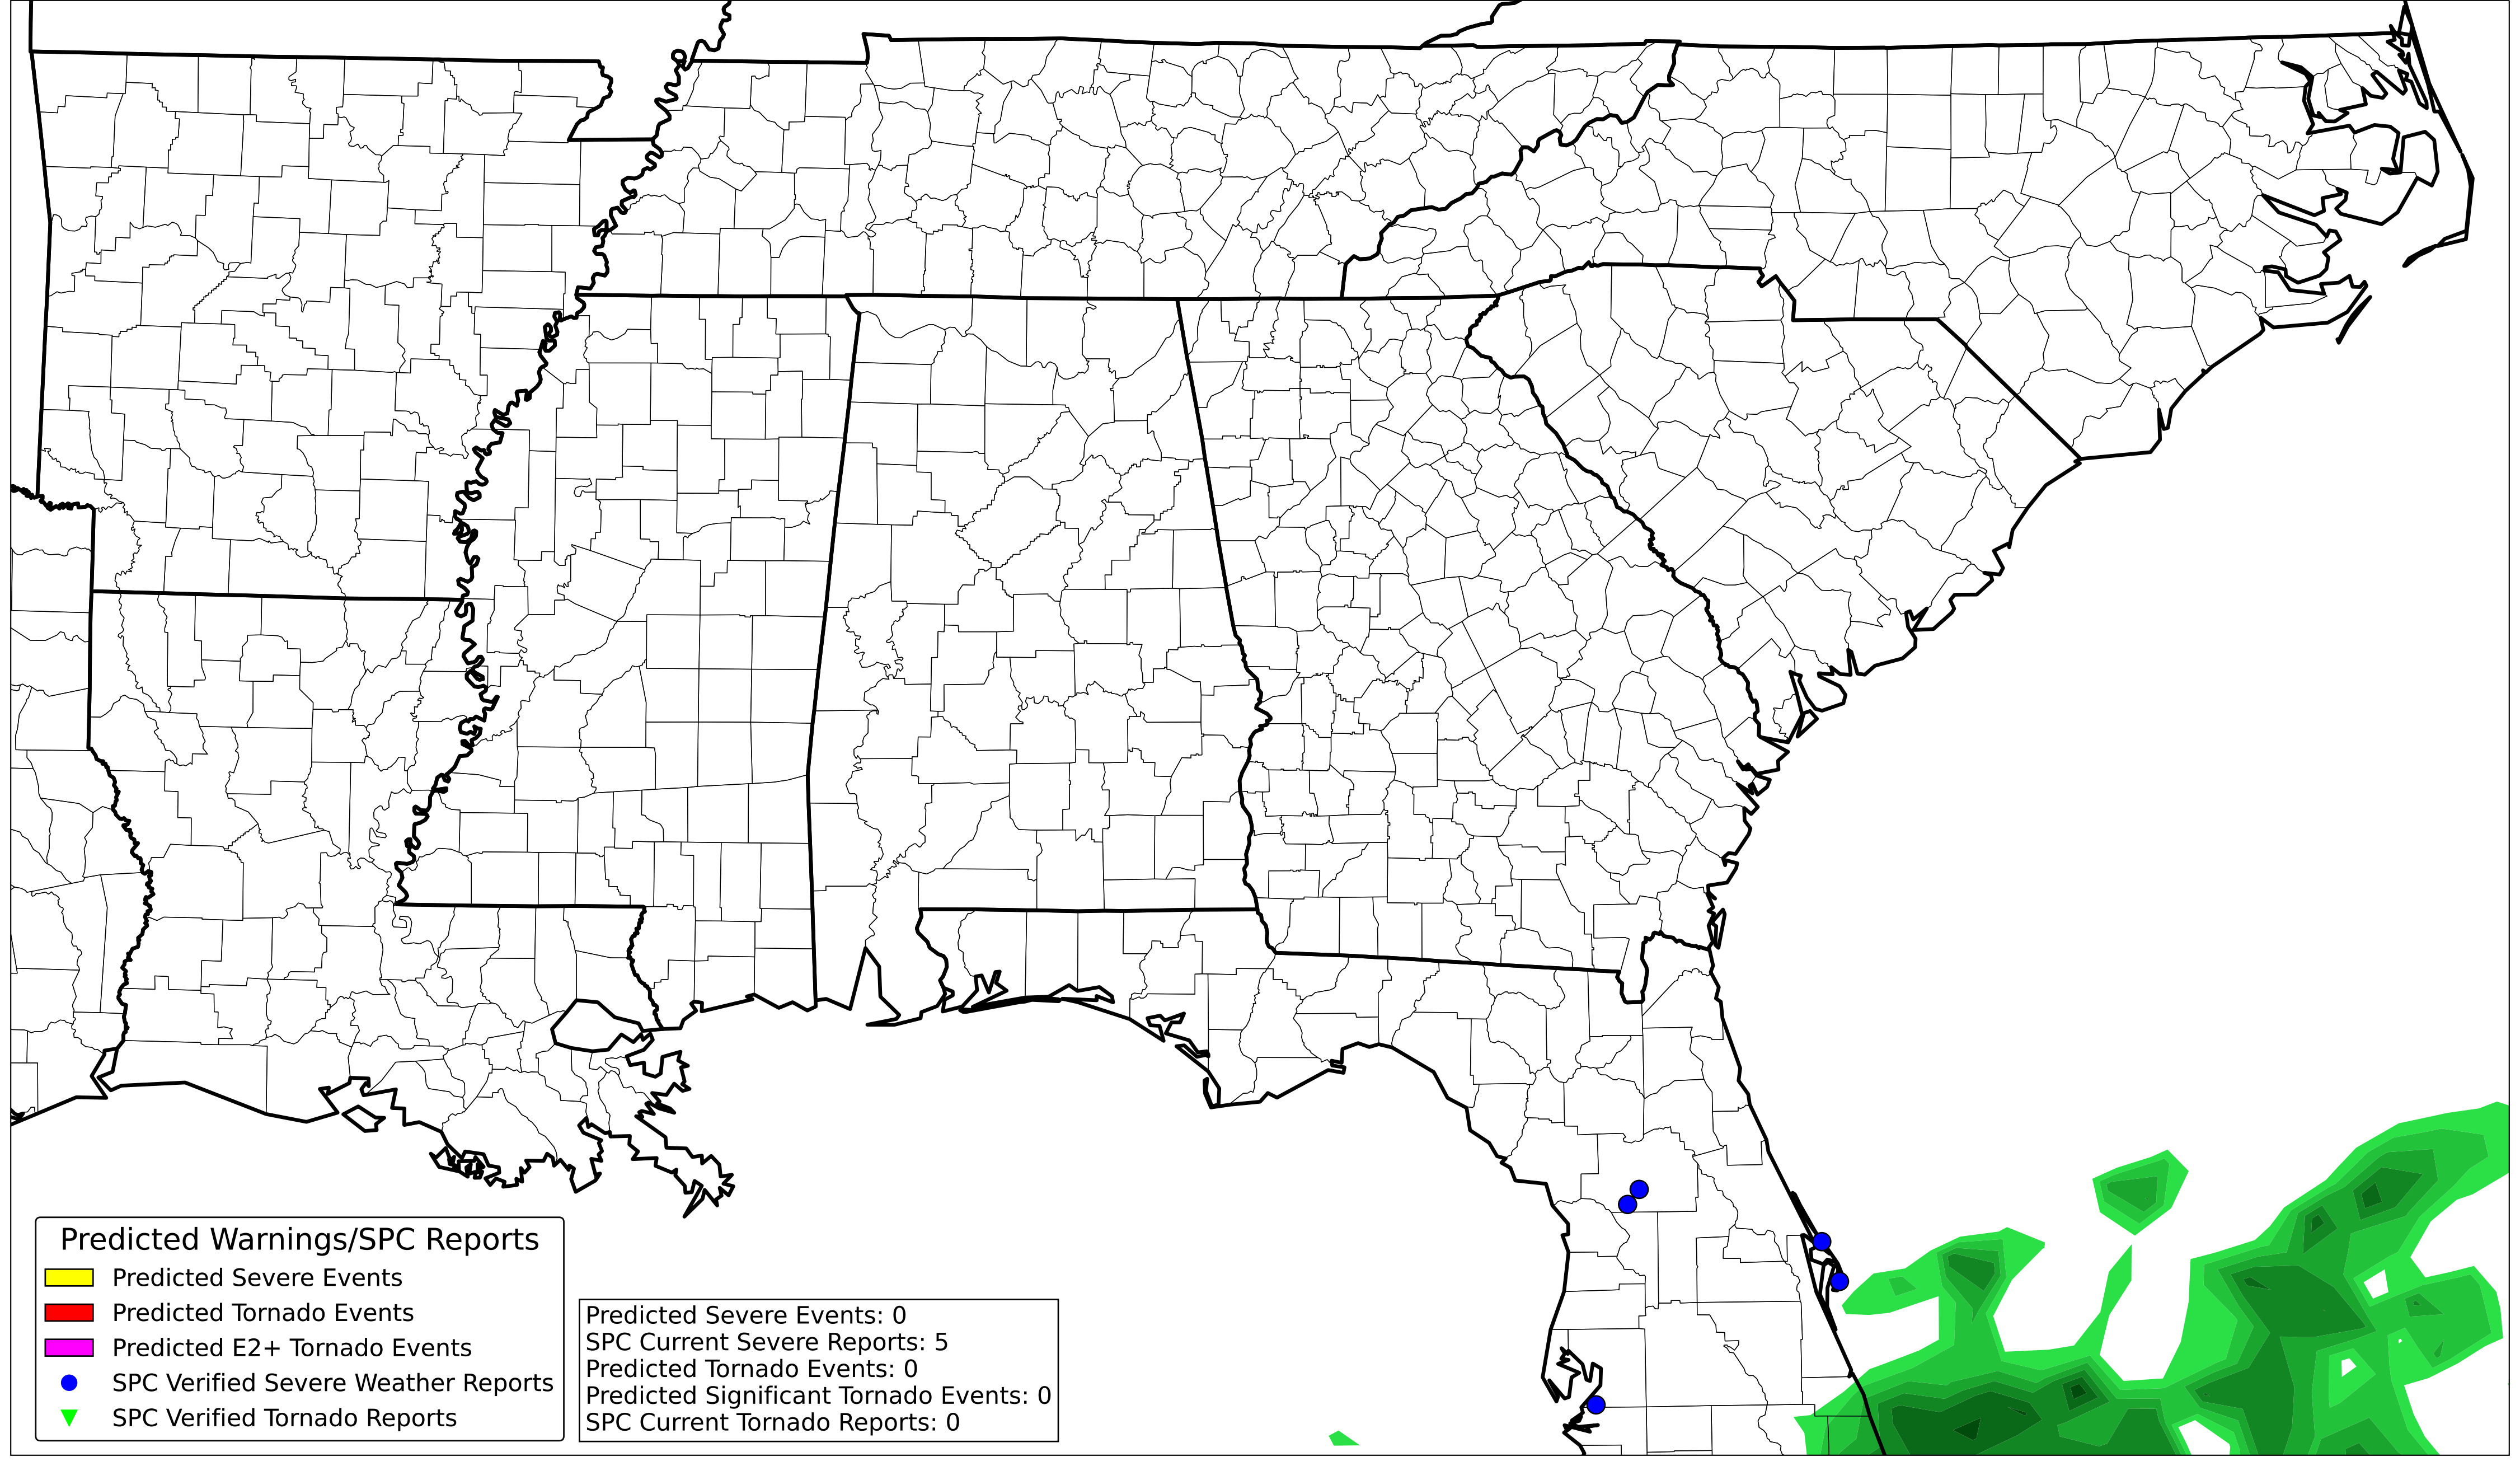 Predicted Warnings/SPC Reports
Predicted Severe Events
Predicted Tornado Events
Predicted E2+ Tornado Events
SPC Verified Severe Weather Reports
SPC Verified Tornado Reports
Predicted Severe Events: 0
SPC Current Severe Reports: 5
Predicted Tornado Events: 0
Predicted Significant Tornado Events: 0
SPC Current Tornado Reports: 0